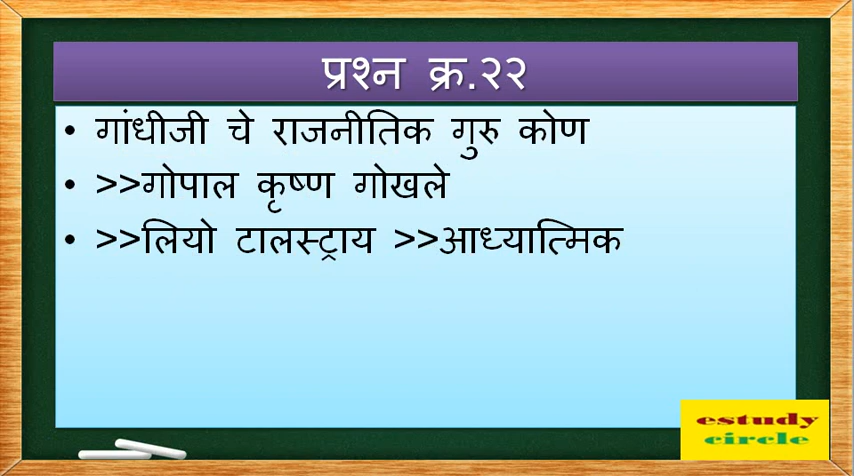 प्रश्न क्र.२२
• गांधीजी चे राजनीतिक गुरु कोण
• >>गोपाल कृष्ण गोखले
• >>लियो टालस्ट्राय >>आध्यात्मिक
estudy
circle